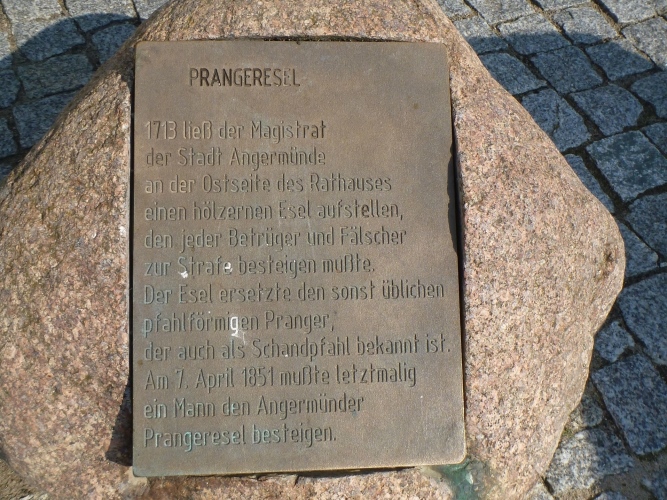 PRANGERESEL
1713 ließ der Magistrat
der Stadt Angermünde
an der Ostseite des Rathauses
einen hölzernen Esel aufstellen,
den jeder Betrüger und Fälscher
zur Strafe besteigen mußte.
Der Esel ersetzte den sonst üblichen
pfahlförmigen Pranger,
der auch als Schandpfahl bekannt ist.
Am 7. April 1851 mußte letztmalig
ein Mann den Angermünder
Prangeresel besteigen.